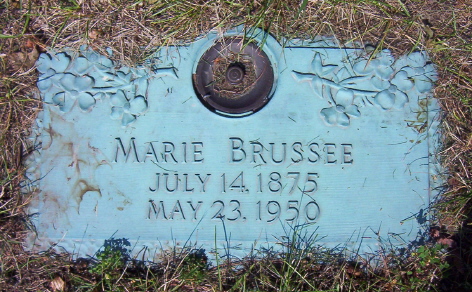 MARIE BRUSSEE
JULY 14, 1875
MAY 23, 1950